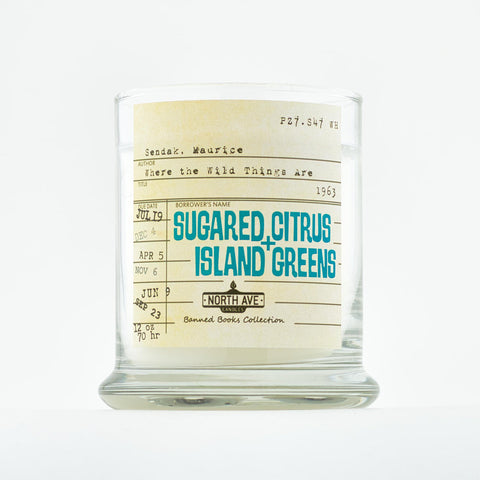 PZ7.S47 WH
Sendak, Maurice
AUTHOR
Where the Wild Things Are
TITLE
1963
DUE DATE
BORROWER'S NAME
JUL 19
DEC 4
APR 5
NOV 6
JUN 9
SEP 23
SUGARED CITRUS
+
ISLAND GREENS
NORTH AVE
CANDLES
Banned Books Collection
12 oz
70 hr